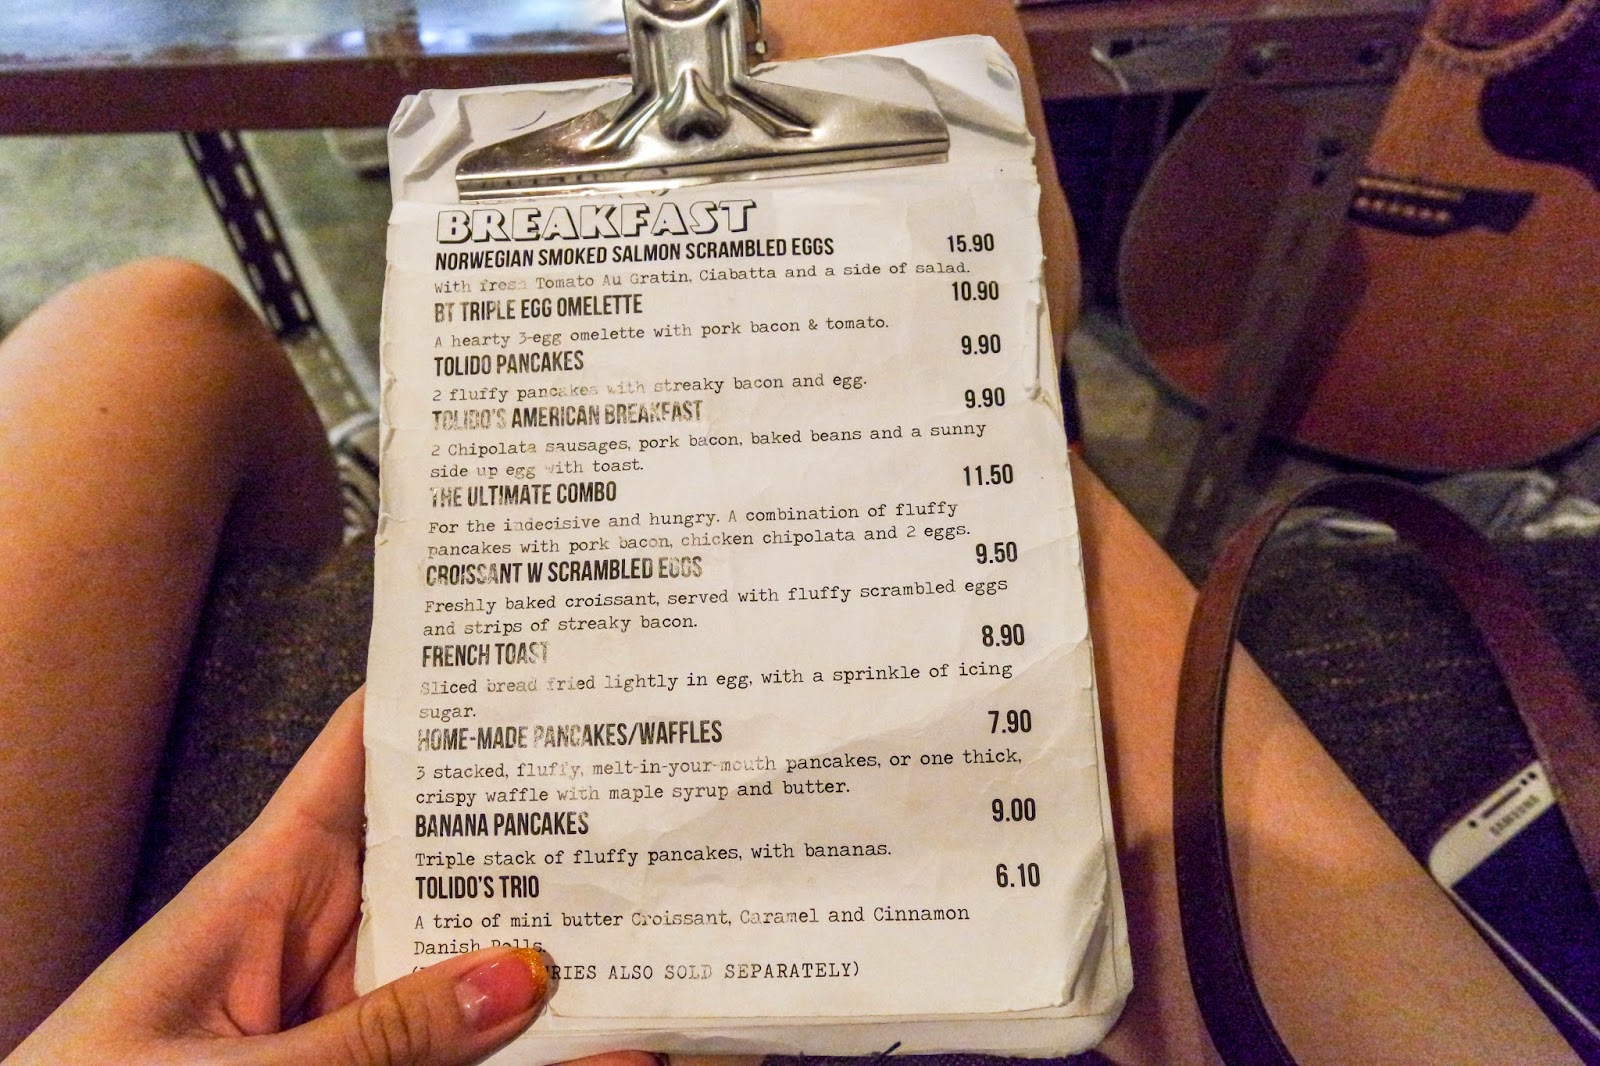 BREAKFAST
NORWEGIAN SMOKED SALMON SCRAMBLED EGGS 15.90
With fresh Tomato Au Gratin, Ciabatta and a side of salad.
BT TRIPLE EGG OMELETTE 10.90
A hearty 3-egg omelette with pork bacon & tomato.
TOLIDO PANCAKES 9.90
2 fluffy pancakes with streaky bacon and egg.
TOLIDO'S AMERICAN BREAKFAST 9.90
2 Chipolata sausages, pork bacon, baked beans and a sunny
side up egg with toast.
THE ULTIMATE COMBO 11.50
For the indecisive and hungry. A combination of fluffy
pancakes with pork bacon, chicken chipolata and 2 eggs.
CROISSANT W SCRAMBLED EGGS 9.50
Freshly baked croissant, served with fluffy scrambled eggs
and strips of streaky bacon.
FRENCH TOAST 8.90
Sliced bread fried lightly in egg, with a sprinkle of icing
sugar.
HOME-MADE PANCAKES/WAFFLES 7.90
3 stacked, fluffy, melt-in-your-mouth pancakes, or one thick,
crispy waffle with maple syrup and butter.
BANANA PANCAKES 9.00
Triple stack of fluffy pancakes, with bananas.
TOLIDO'S TRIO 6.10
A trio of mini butter Croissant, Caramel and Cinnamon
Danish Rolls.
ALSO SOLD SEPARATELY)
SAMSUNG